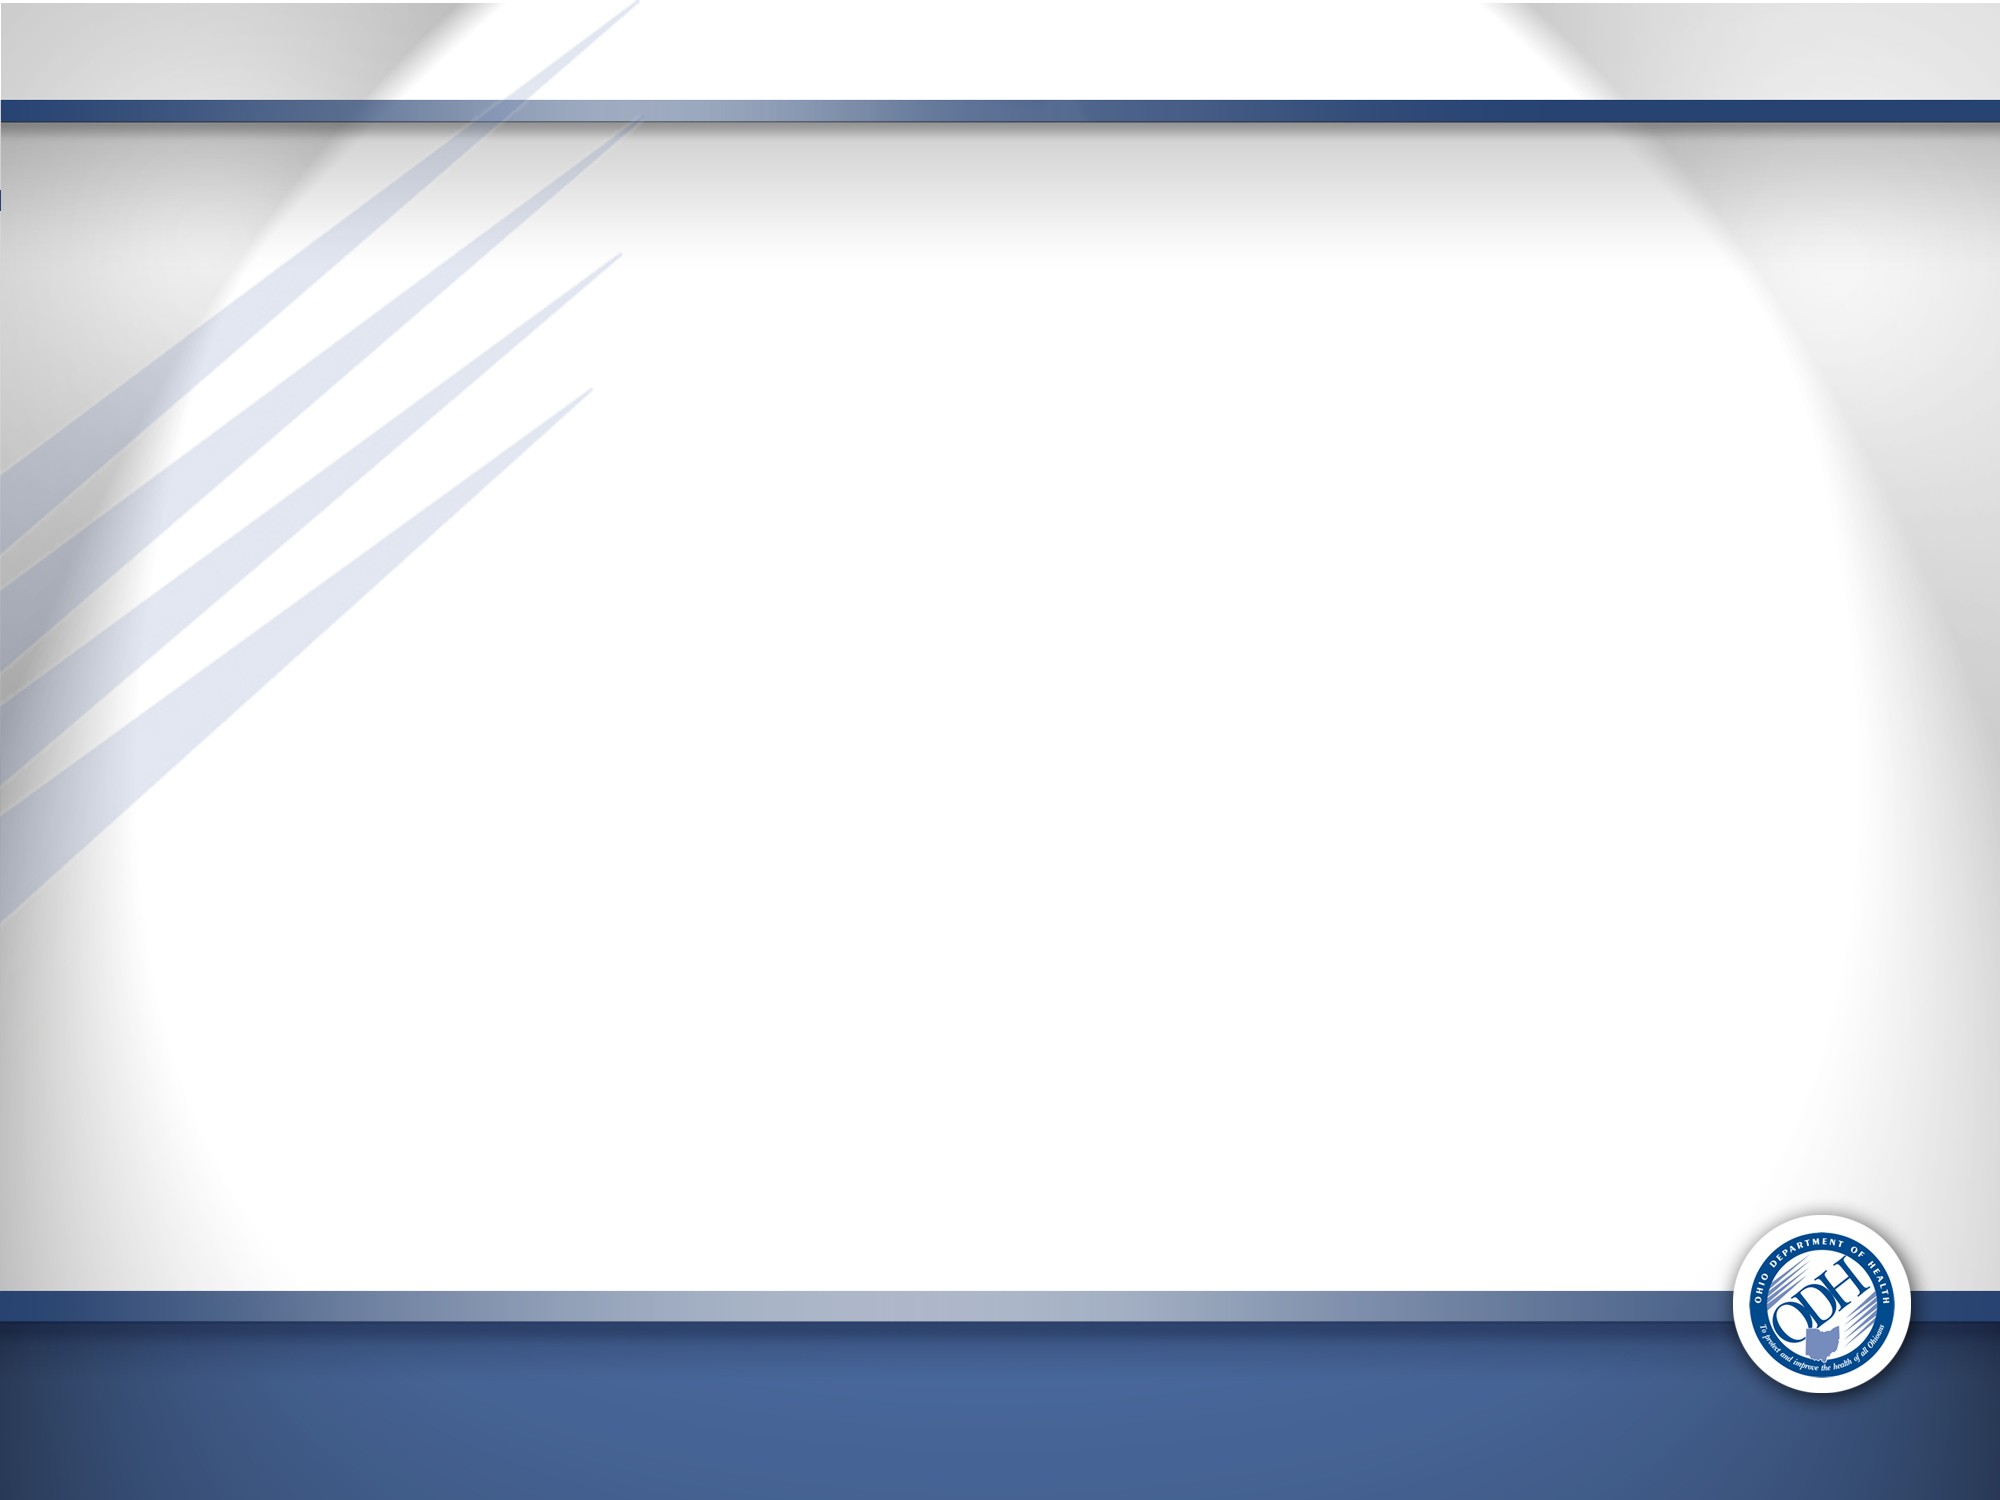 OHIO DEPARTMENT OF HEALTH
ODH
To protect and improve the health of all Ohioans